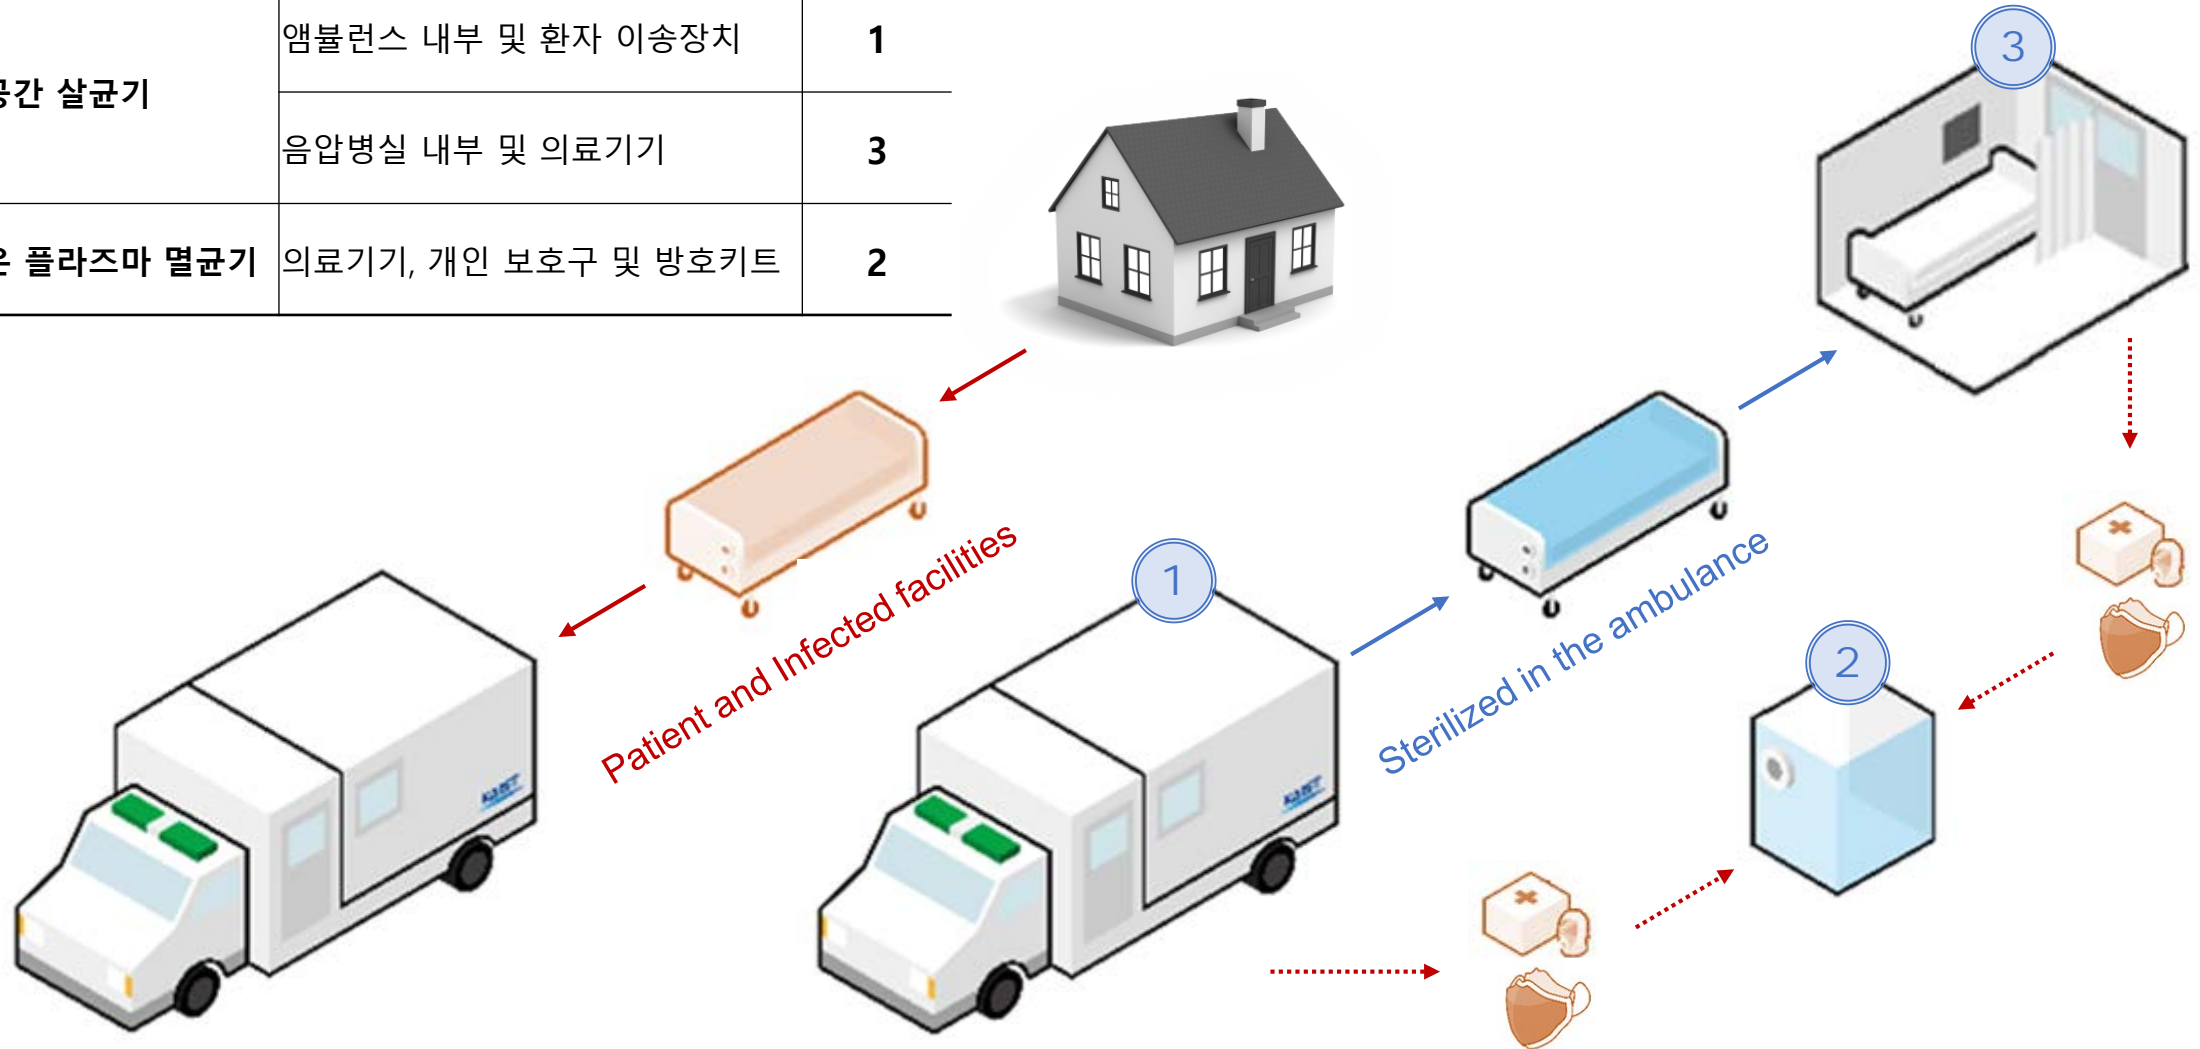 앰뷸런스 내부 및 환자 이송장치 1
공간 살균기
음압병실 내부 및 의료기기 3
플라즈마 멸균기 의료기기, 개인 보호구 및 방호키트 2
3
Patient and Infected facilities
1
Sterilized in the ambulance
2